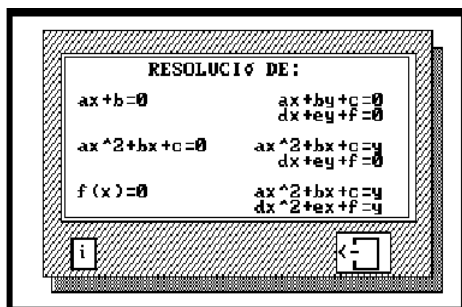 RESOLUCIó DE:
ax+b=0
ax+by+c=0
dx+ey+f=0
ax^2+bx+c=0
ax^2+bx+c=y
dx+ey+f=0
f(x)=0
ax^2+bx+c=y
dx^2+ex+f=y
i